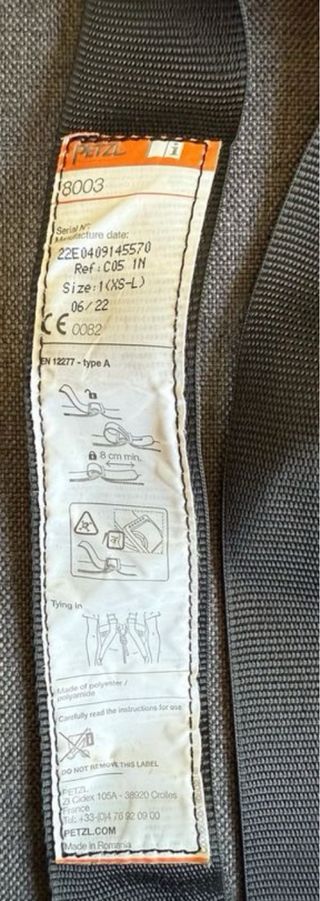 PETZL
8003
Serial N°
Manufacture date:
22E0409145570
Ref:C05 1N
Size:1(XS-L)
06/22
CE 0082
EN 12277 - type A
8 cm min.
Tying in
Made of polyester /
polyamide
Carefully read the instructions for use
DO NOT REMOVE THIS LABEL
PETZL
ZI Cidex 105A - 38920 Crolles
France
Tel: +33-(0)4 76 92 09 00
PETZL.COM
Made in Romania